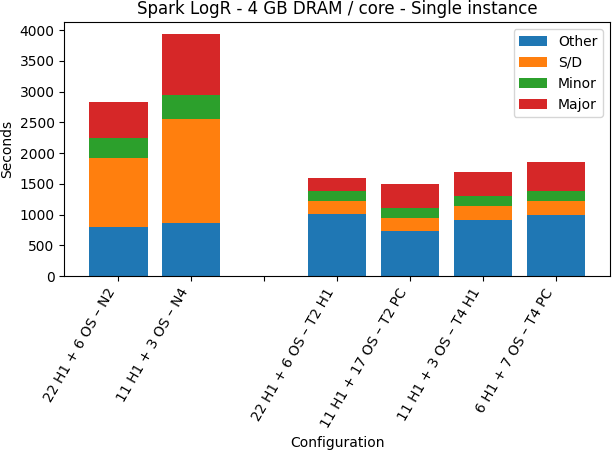 Spark LogR - 4 GB DRAM / core - Single instance
Seconds
4000
3500
3000
2500
2000
1500
1000
500
0
Other
S/D
Minor
Major
22 H1 + 6 OS – N2
11 H1 + 3 OS – N4
22 H1 + 6 OS – T2 H1
11 H1 + 17 OS – T2 PC
11 H1 + 3 OS – T4 H1
6 H1 + 7 OS – T4 PC
Configuration